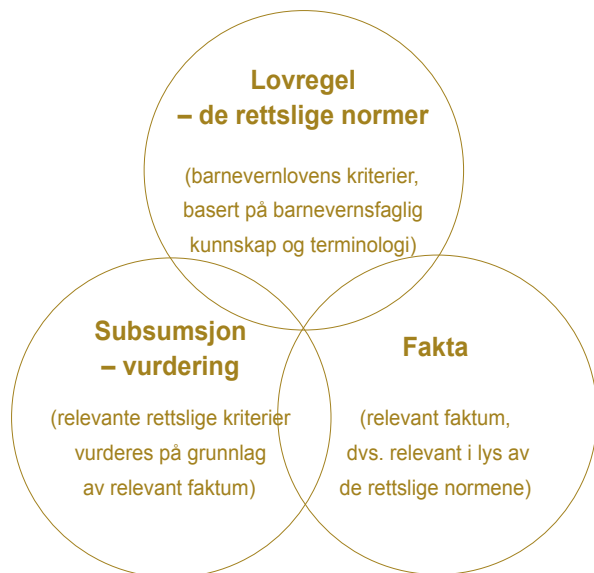 Lovregel
– de rettslige normer
(barnevernlovens kriterier,
basert på barnevernsfaglig
kunnskap og terminologi)
Subsumsjon
– vurdering
(relevante rettslige kriterier
vurderes på grunnlag
av relevant faktum)
Fakta
(relevant faktum,
dvs. relevant i lys av
de rettslige normene)